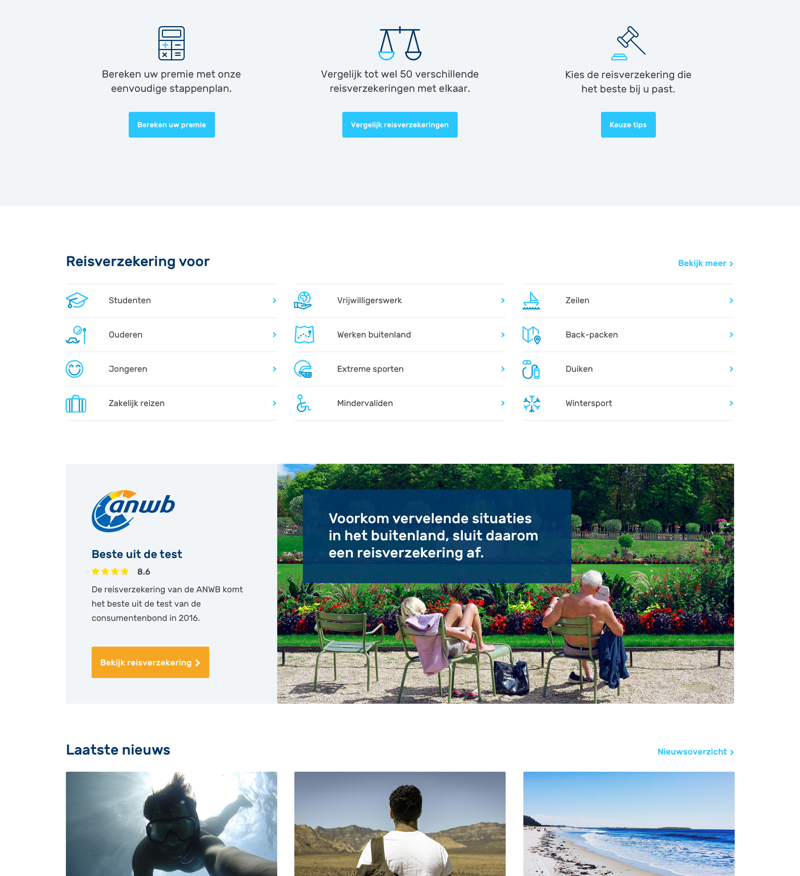 Bereken uw premie met onze
eenvoudige stappenplan.
Bereken uw premie
Vergelijk tot wel 50 verschillende
reisverzekeringen met elkaar.
Vergelijk reisverzekeringen
Kies de reisverzekering die
het beste bij u past.
Keuze tips
Reisverzekering voor
Bekijk meer
Studenten
Vrijwilligerswerk
Zeilen
Ouderen
Werken buitenland
Back-packen
Jongeren
Extreme sporten
Duiken
Zakelijk reizen
Mindervaliden
Wintersport
anwb
Beste uit de test
8.6
De reisverzekering van de ANWB komt
het beste uit de test van de
consumentenbond in 2016.
Bekijk reisverzekering
Voorkom vervelende situaties
in het buitenland, sluit daarom
een reisverzekering af.
Laatste nieuws
Nieuwsoverzicht